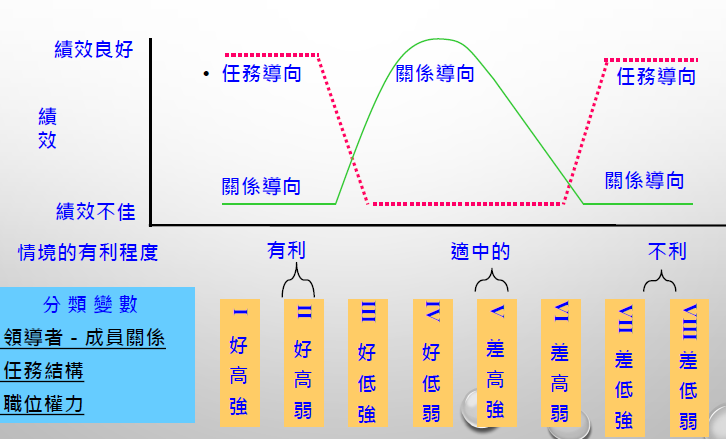 績效良好
• 任務導向
關係導向
任務導向
績效
關係導向
關係導向
績效不佳
情境的有利程度
有利
適中的
不利
分類變數
領導者 - 成員關係
任務結構
職位權力
I 好高強
II 好高弱
III 好低強
IV 好低弱
V 差高強
VI 差高弱
VII 差低強
VIII 差低弱